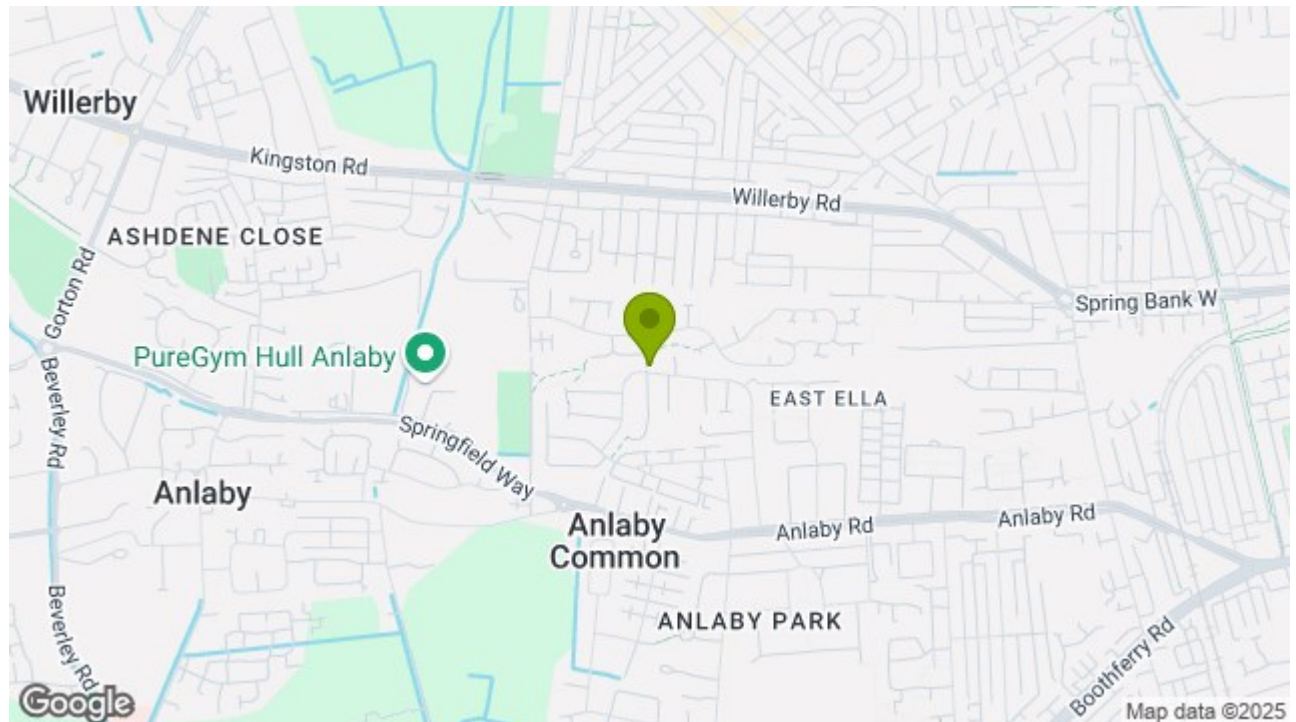 Willerby
Kingston Rd
Willerby Rd
ASHDENE CLOSE
Gorton Rd
Spring Bank W
PureGym Hull Anlaby
Beverley Rd
EAST ELLA
Springfield Way
Anlaby
Anlaby
Common
Anlaby Rd
Anlaby Rd
Beverley Rd
ANLABY PARK
Boothferry Rd
Google
Map data ©2025